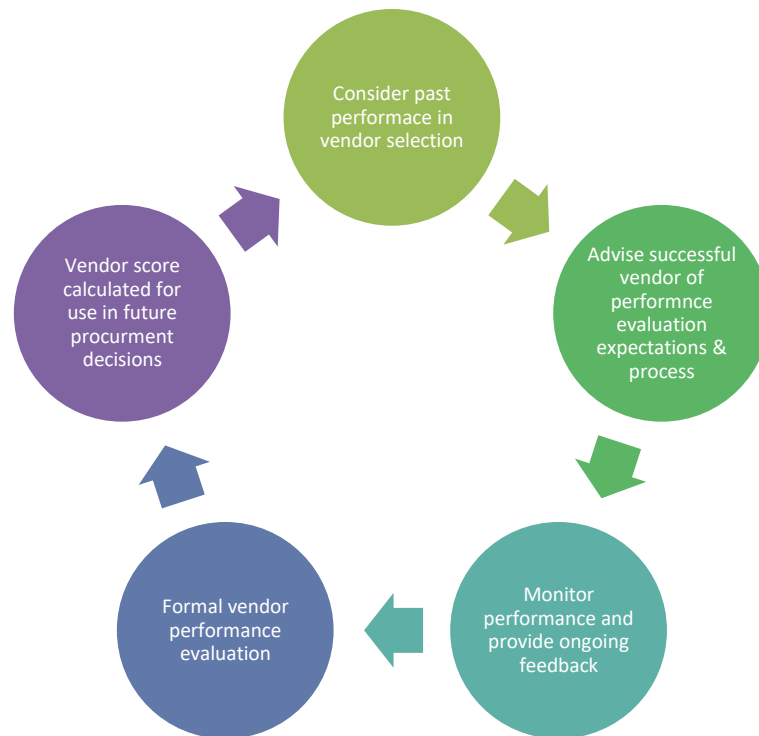 Consider past
performace in
vendor selection
Advise successful
vendor of
performnce
evaluation
expectations &
process
Monitor
performance and
provide ongoing
feedback
Formal vendor
performance
evaluation
Vendor score
calculated for
use in future
procurment
decisions